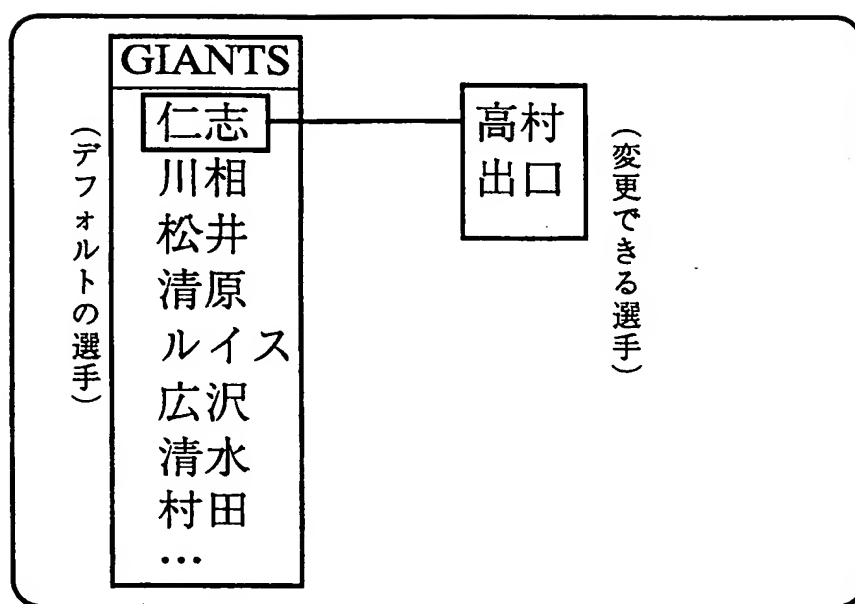 GIANTS
仁志
川相
松井
清原
ルイス
広沢
清水
村田
…
(デフォルトの選手)
高村
出口
(変更できる選手)